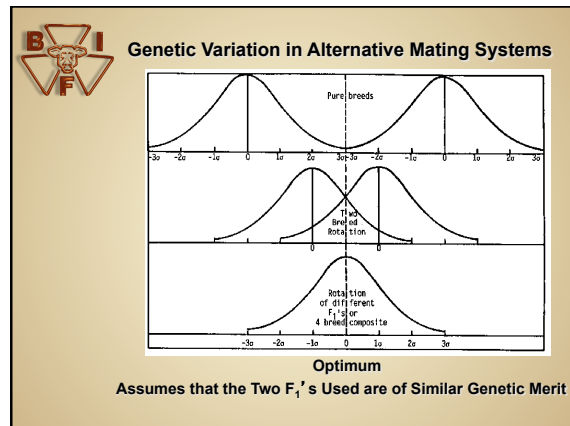 B I
F
Genetic Variation in Alternative Mating Systems
Pure breeds
-3σ -2σ -1σ 0 1σ 2σ 3σ -3σ -2σ -1σ 0 1σ 2σ 3σ
Two
Breed
Rotation
0 0
Rotation
of different
F₁'s or
4 breed composite
-3σ -2σ -1σ 0 1σ 2σ 3σ
Optimum
Assumes that the Two F₁'s Used are of Similar Genetic Merit